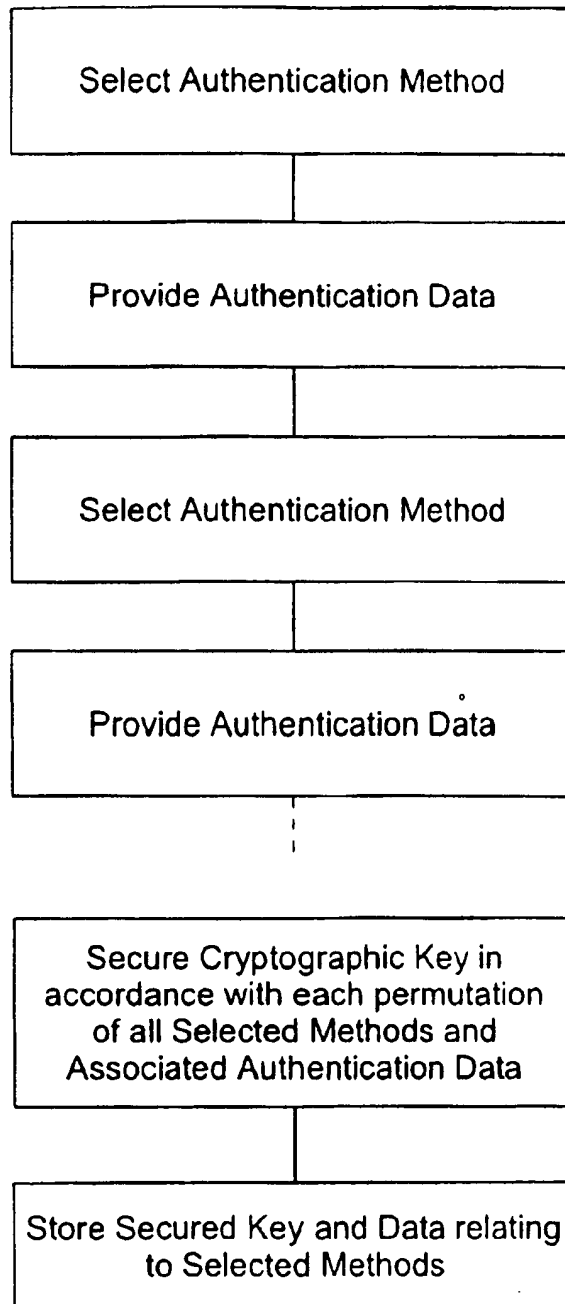 Select Authentication Method
Provide Authentication Data
Select Authentication Method
Provide Authentication Data
Secure Cryptographic Key in
accordance with each permutation
of all Selected Methods and
Associated Authentication Data
Store Secured Key and Data relating
to Selected Methods